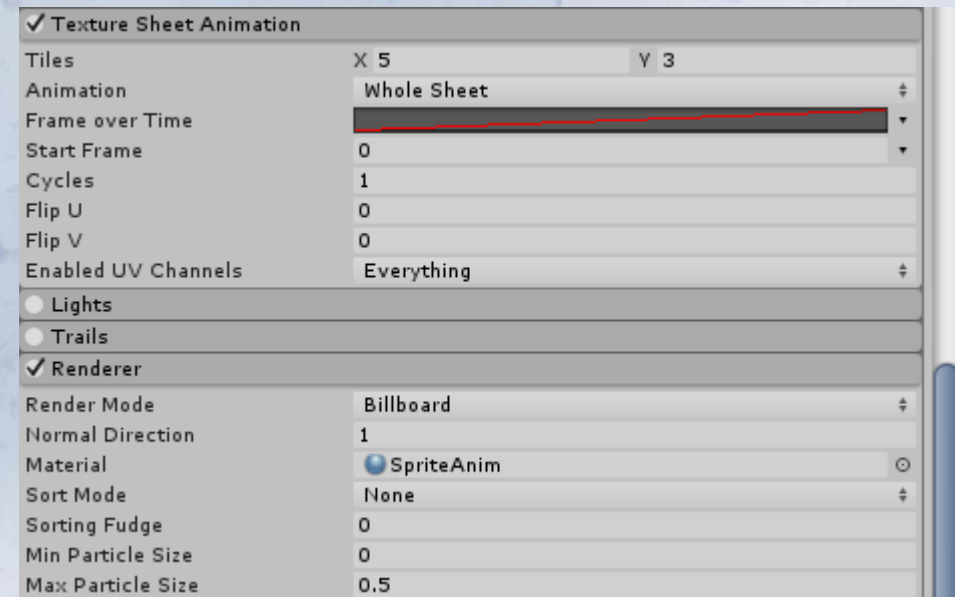 Texture Sheet Animation
Tiles X 5 Y 3
Animation Whole Sheet
Frame over Time
Start Frame 0
Cycles 1
Flip U 0
Flip V 0
Enabled UV Channels Everything
Lights
Trails
Renderer
Render Mode Billboard
Normal Direction 1
Material SpriteAnim
Sort Mode None
Sorting Fudge 0
Min Particle Size 0
Max Particle Size 0.5